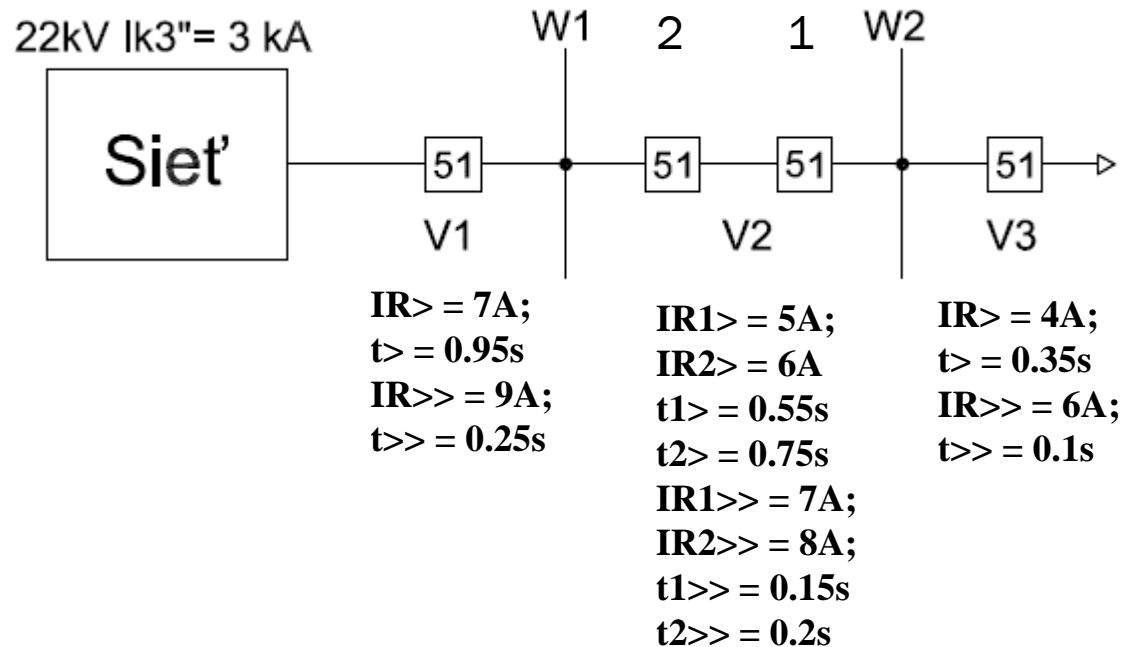 22kV Ik3"= 3 kA
W1
2
1
W2
Sieť
51
51
51
51
V1
V2
V3
IR> = 7A;
t> = 0.95s
IR>> = 9A;
t>> = 0.25s
IR1> = 5A;
IR2> = 6A
t1> = 0.55s
t2> = 0.75s
IR1>> = 7A;
IR2>> = 8A;
t1>> = 0.15s
t2>> = 0.2s
IR> = 4A;
t> = 0.35s
IR>> = 6A;
t>> = 0.1s